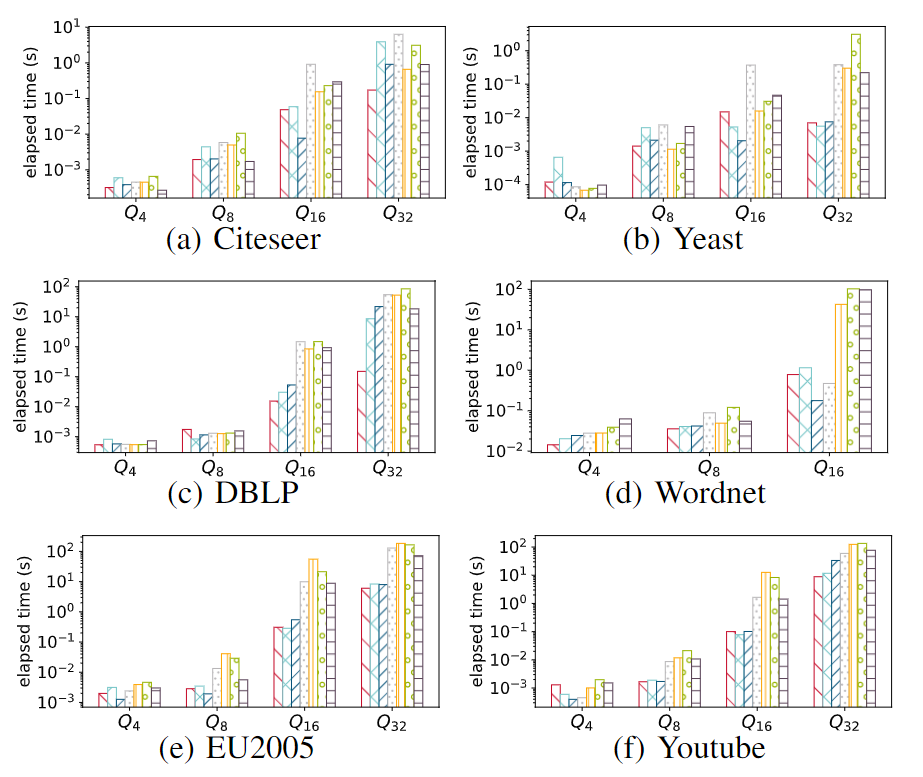 elapsed time (s)
10^1
10^0
10^-1
10^-2
10^-3
Q4 Q8 Q16 Q32
(a) Citeseer
elapsed time (s)
10^0
10^-1
10^-2
10^-3
10^-4
Q4 Q8 Q16 Q32
(b) Yeast
elapsed time (s)
10^2
10^1
10^0
10^-1
10^-2
10^-3
Q4 Q8 Q16 Q32
(c) DBLP
elapsed time (s)
10^2
10^1
10^0
10^-1
10^-2
Q4 Q8 Q16
(d) Wordnet
elapsed time (s)
10^2
10^1
10^0
10^-1
10^-2
10^-3
Q4 Q8 Q16 Q32
(e) EU2005
elapsed time (s)
10^2
10^1
10^0
10^-1
10^-2
10^-3
Q4 Q8 Q16 Q32
(f) Youtube